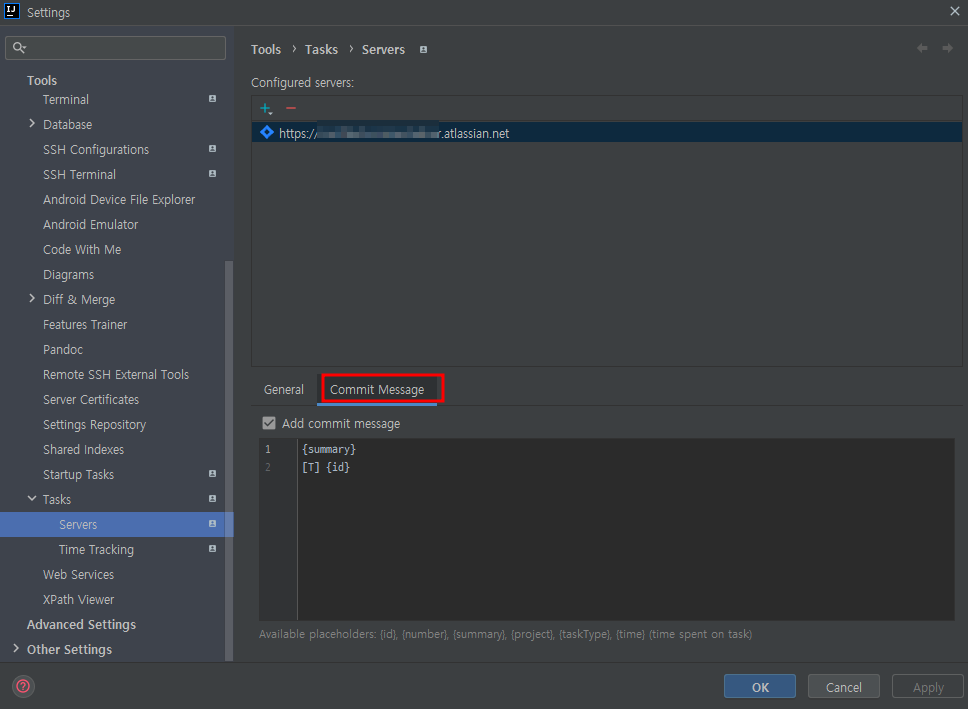 Settings
Tools
Terminal
Database
SSH Configurations
SSH Terminal
Android Device File Explorer
Android Emulator
Code With Me
Diagrams
Diff & Merge
Features Trainer
Pandoc
Remote SSH External Tools
Server Certificates
Settings Repository
Shared Indexes
Startup Tasks
Tasks
Servers
Time Tracking
Web Services
XPath Viewer
Advanced Settings
Other Settings
Tools › Tasks › Servers
Configured servers:
https:// .atlassian.net
General Commit Message
Add commit message
1 {summary}
2 [T] {id}
Available placeholders: {id}, {number}, {summary}, {project}, {taskType}, {time} (time spent on task)
OK Cancel Apply